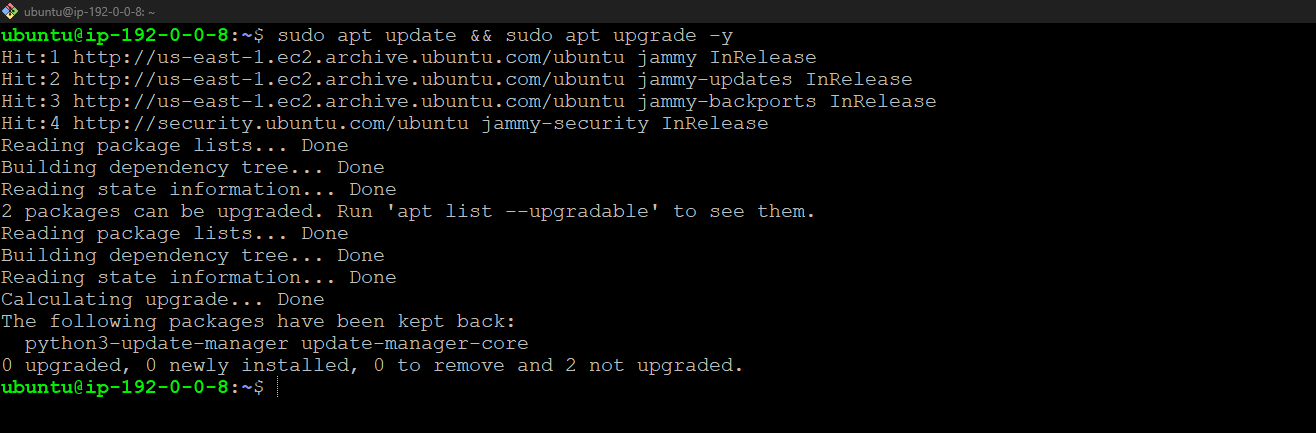 ubuntu@ip-192-0-0-8: ~
ubuntu@ip-192-0-0-8:~$ sudo apt update && sudo apt upgrade -y
Hit:1 http://us-east-1.ec2.archive.ubuntu.com/ubuntu jammy InRelease
Hit:2 http://us-east-1.ec2.archive.ubuntu.com/ubuntu jammy-updates InRelease
Hit:3 http://us-east-1.ec2.archive.ubuntu.com/ubuntu jammy-backports InRelease
Hit:4 http://security.ubuntu.com/ubuntu jammy-security InRelease
Reading package lists... Done
Building dependency tree... Done
Reading state information... Done
2 packages can be upgraded. Run 'apt list --upgradable' to see them.
Reading package lists... Done
Building dependency tree... Done
Reading state information... Done
Calculating upgrade... Done
The following packages have been kept back:
  python3-update-manager update-manager-core
0 upgraded, 0 newly installed, 0 to remove and 2 not upgraded.
ubuntu@ip-192-0-0-8:~$